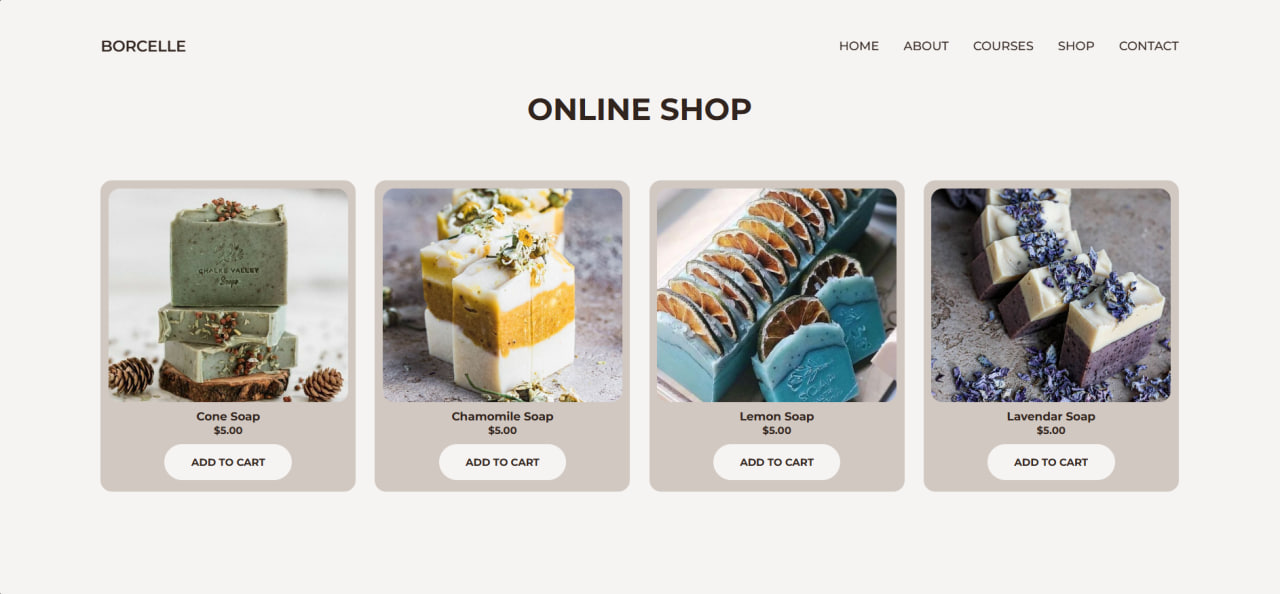 BORCELLE
HOME ABOUT COURSES SHOP CONTACT
ONLINE SHOP
CHALKE VALLEY
Soaps
Cone Soap
$5.00
ADD TO CART
Chamomile Soap
$5.00
ADD TO CART
Lemon Soap
$5.00
ADD TO CART
Lavendar Soap
$5.00
ADD TO CART